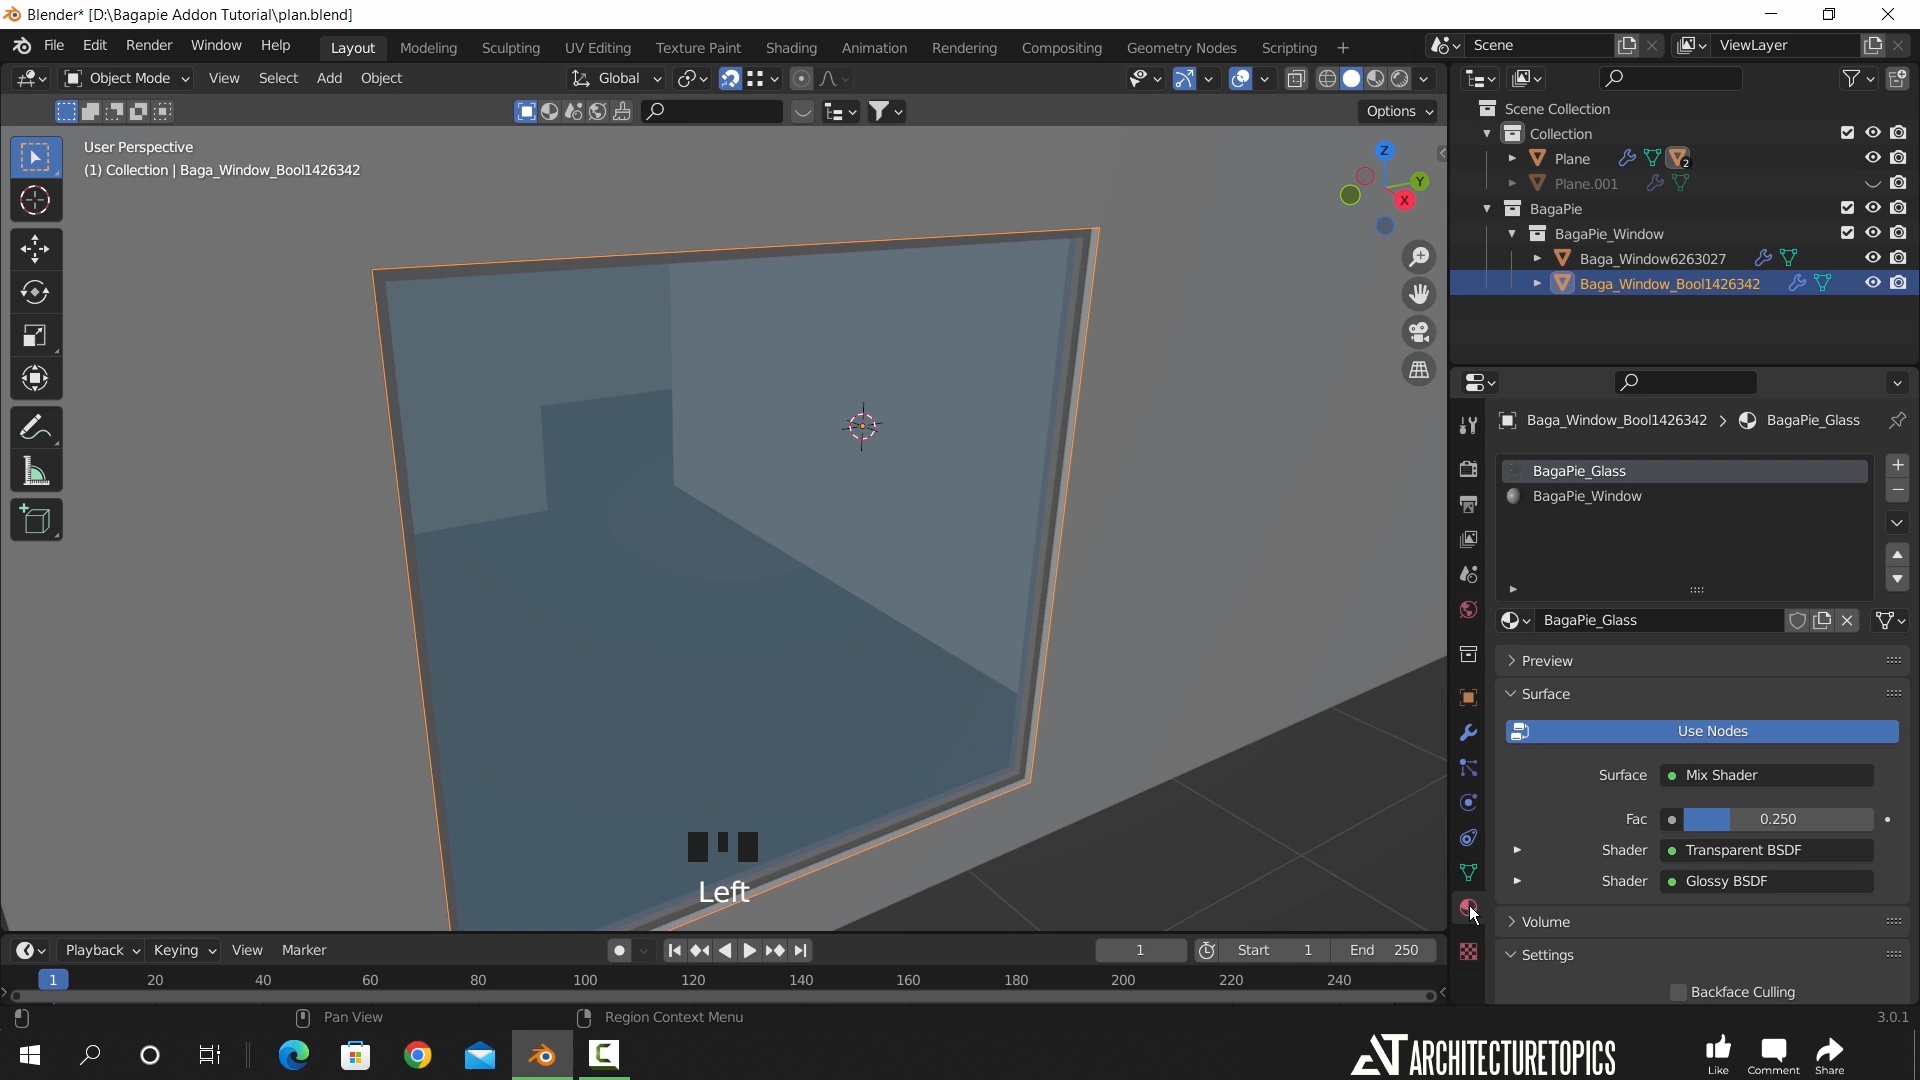 Blender* [D:\Bagapie Addon Tutorial\plan.blend]
File Edit Render Window Help Layout Modeling Sculpting UV Editing Texture Paint Shading Animation Rendering Compositing Geometry Nodes Scripting + Scene ViewLayer
Object Mode View Select Add Object Global
Options
User Perspective
(1) Collection | Baga_Window_Bool1426342
Z
Y
X
Scene Collection
Collection
Plane 2
Plane.001
BagaPie
BagaPie_Window
Baga_Window6263027
Baga_Window_Bool1426342
Baga_Window_Bool1426342 > BagaPie_Glass
BagaPie_Glass
BagaPie_Window
BagaPie_Glass
Preview
Surface
Use Nodes
Surface Mix Shader
Fac 0.250
Shader Transparent BSDF
Shader Glossy BSDF
Volume
Settings
Backface Culling
Left
Playback Keying View Marker 1 Start 1 End 250
1 20 40 60 80 100 120 140 160 180 200 220 240
Pan View Region Context Menu 3.0.1
ARCHITECTURETOPICS
Like Comment Share